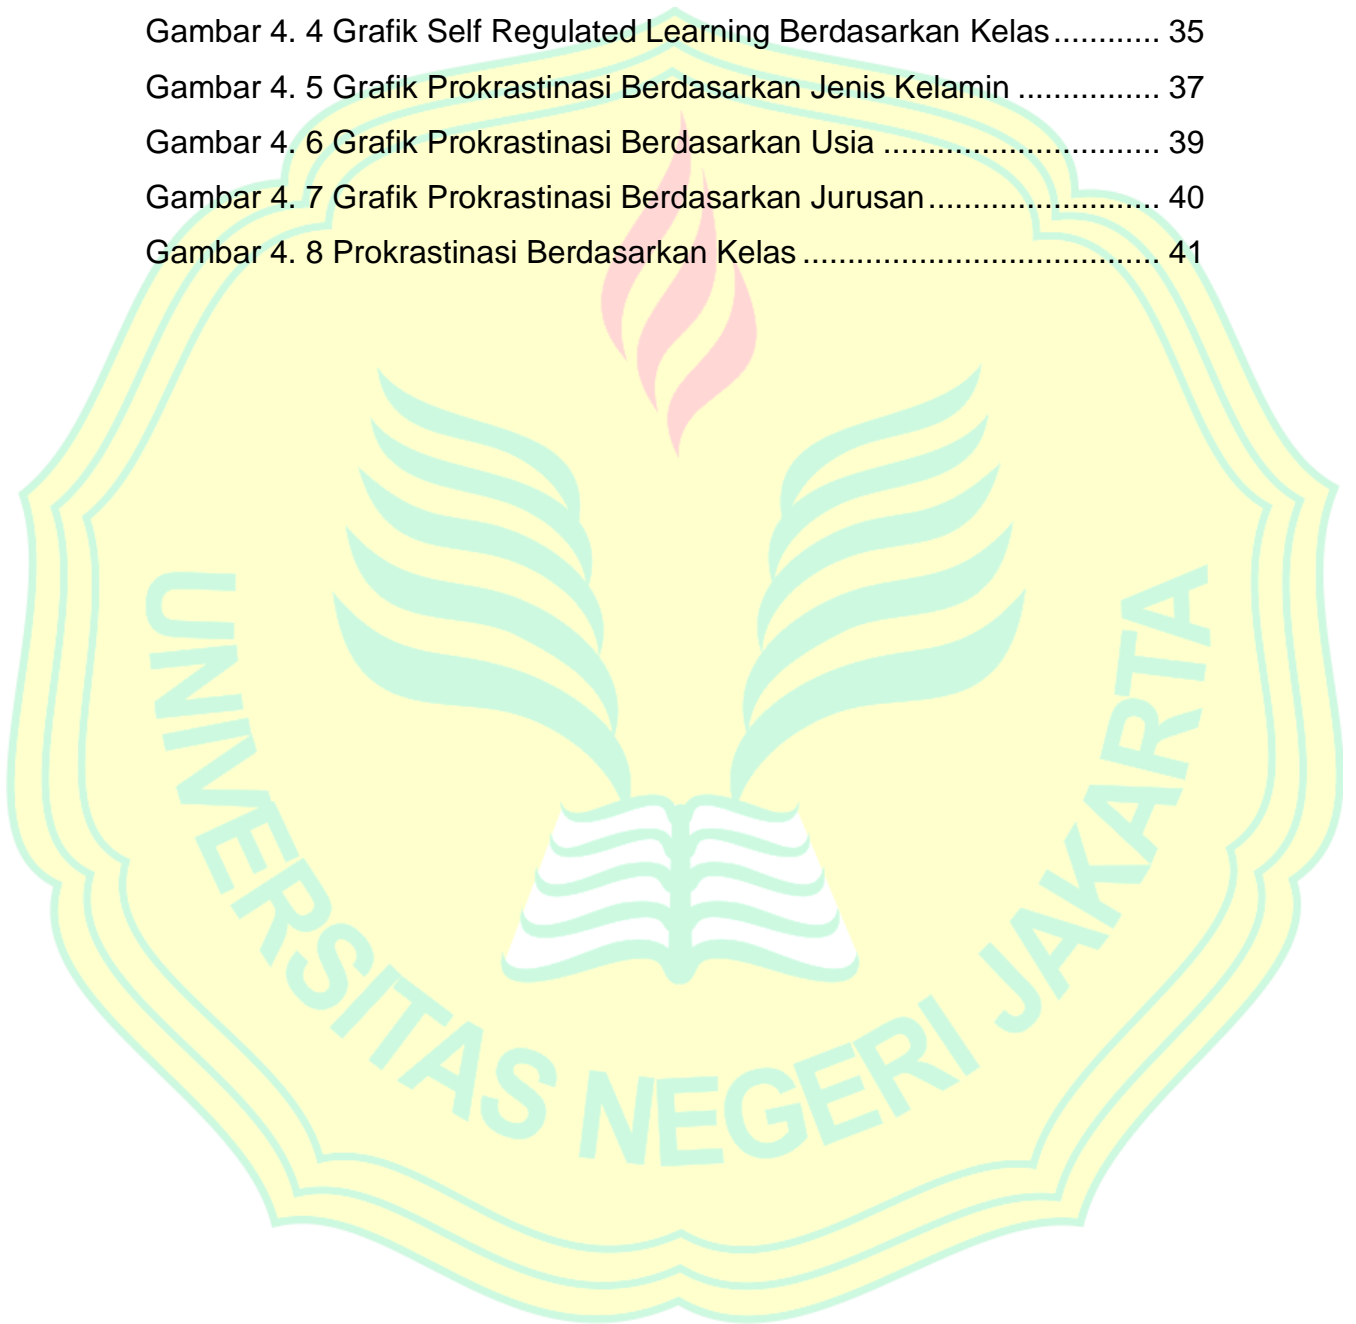 Gambar 4. 4 Grafik Self Regulated Learning Berdasarkan Kelas............ 35
Gambar 4. 5 Grafik Prokrastinasi Berdasarkan Jenis Kelamin ................ 37
Gambar 4. 6 Grafik Prokrastinasi Berdasarkan Usia ............................... 39
Gambar 4. 7 Grafik Prokrastinasi Berdasarkan Jurusan.......................... 40
Gambar 4. 8 Prokrastinasi Berdasarkan Kelas ........................................ 41
UNIVERSITAS NEGERI JAKARTA